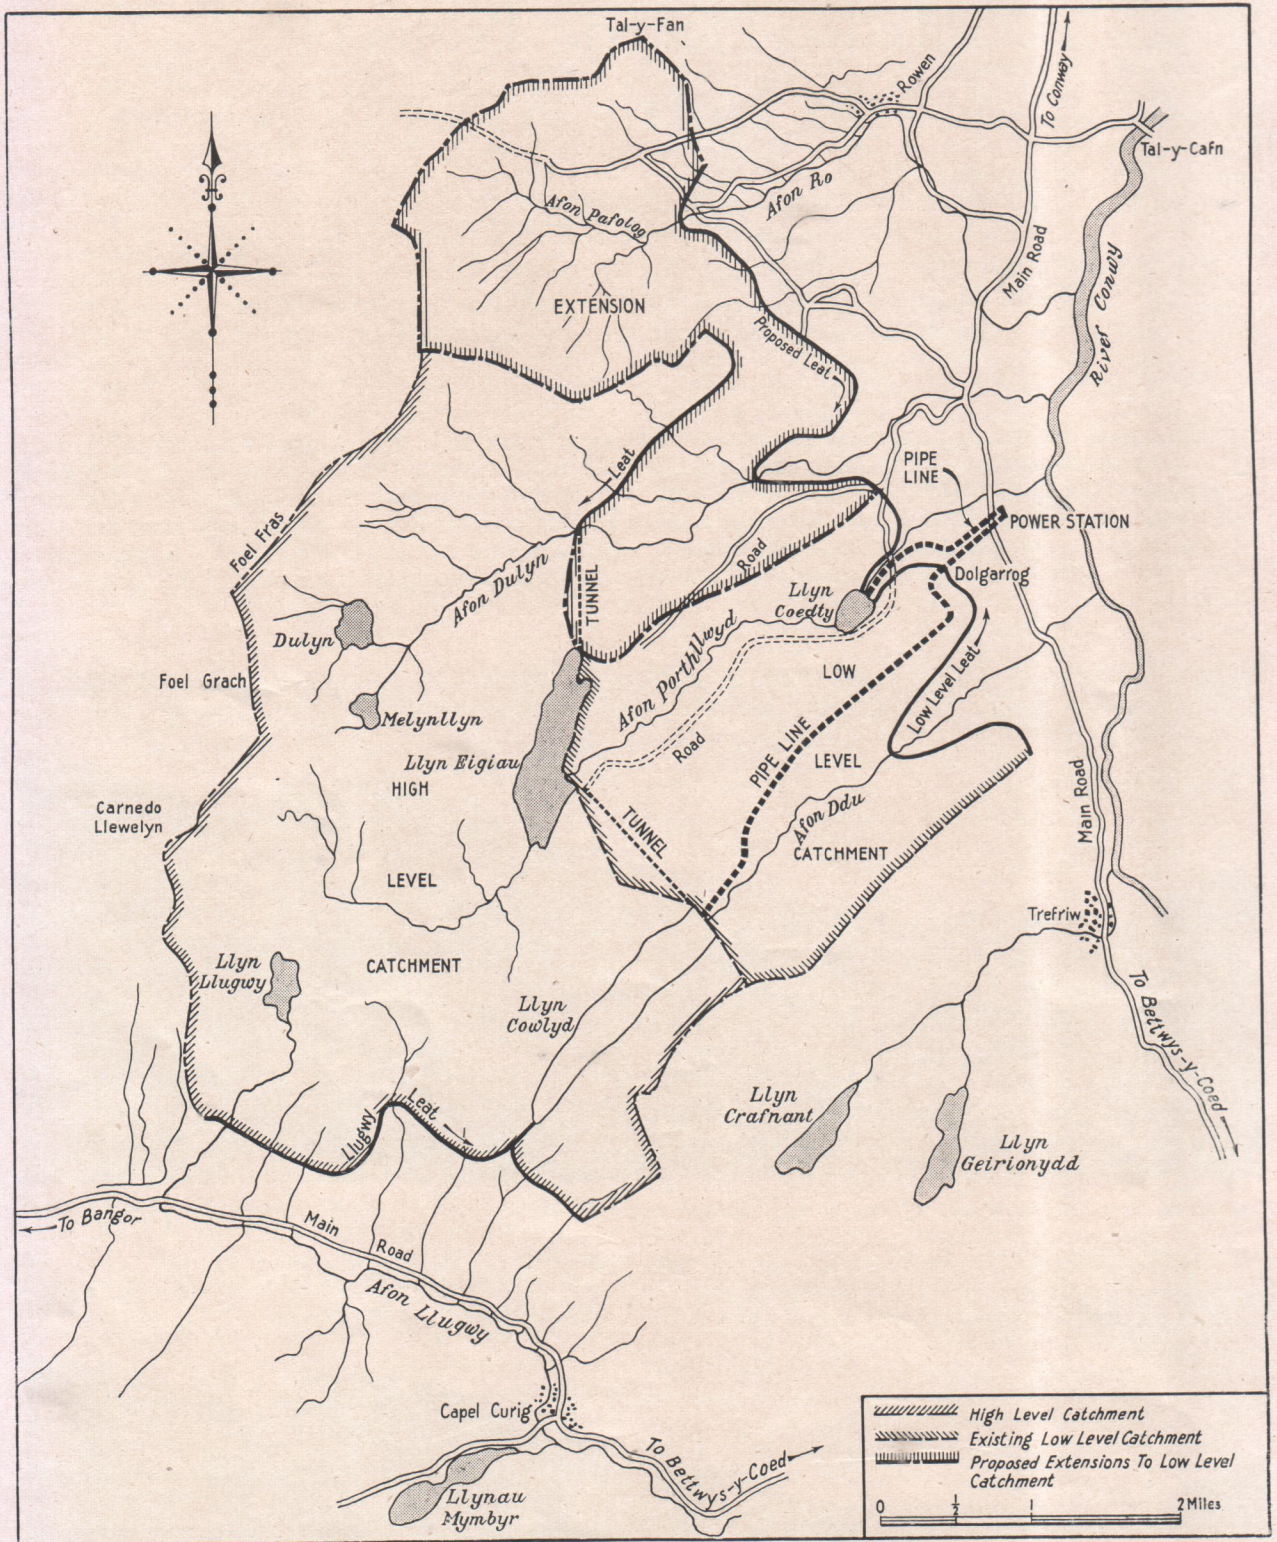 Tal-y-Fan
Rowen
To Conway
Tal-y-Cafn
Afon Ro
Afon Pafolog
Main Road
River Conwy
EXTENSION
Proposed Leat
Leat
PIPE
LINE
POWER STATION
Foel Fras
Road
Dolgarrog
Afon Dulyn
TUNNEL
Llyn
Coedty
Dulyn
Afon Porthllwyd
LOW
Low Level Leat
Foel Grach
Melynllyn
Llyn Eigiau
HIGH
Road
PIPE LINE
LEVEL
Carnedo
Llewelyn
TUNNEL
Afon Ddu
Main Road
CATCHMENT
LEVEL
Trefriw
Llyn
Llugwy
CATCHMENT
Llyn
Cowlyd
To Bettwys-y-Coed
Llugwy
Leat
Llyn
Crafnant
Llyn
Geirionydd
To Bangor
Main
Road
Afon Llugwy
Capel Curig
To Bettwys-y-Coed
Llynau
Mymbyr
High Level Catchment
Existing Low Level Catchment
Proposed Extensions To Low Level
Catchment
0 ½ 1 2 Miles